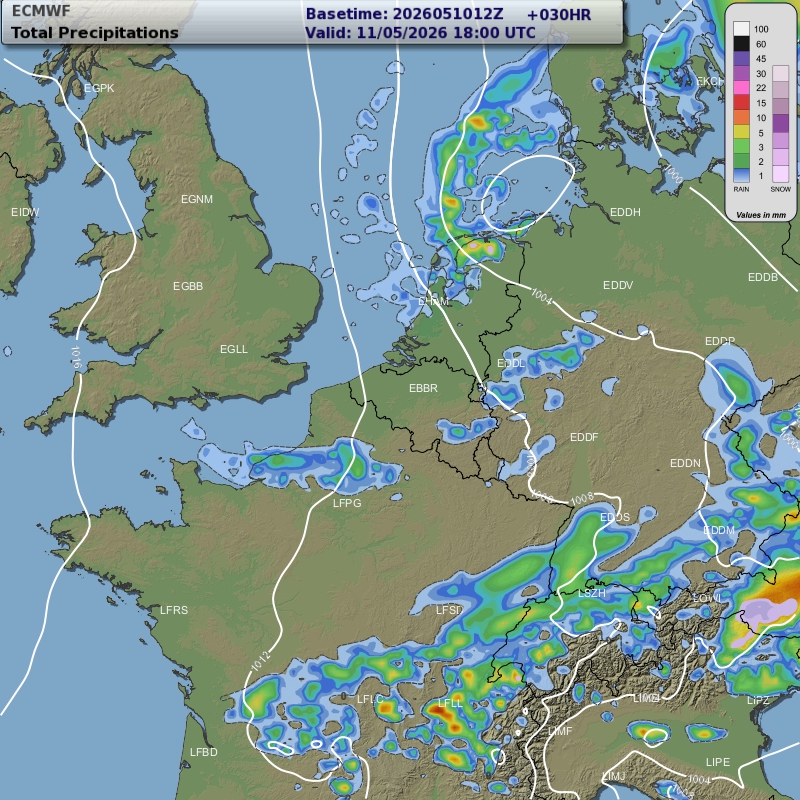 ECMWF
Total Precipitations
Basetime: 2026051012Z +030HR
Valid: 11/05/2026 18:00 UTC
100
60
45
30
22
15
10
5
3
2
1
RAIN SNOW
Values in mm
EGPK
EKCH
1000
EGNM
EIDW
EDDH
EDDB
EGBB
EDDV
EHAM
1004
EGLL
EDDP
1016
EDDL
EBBR
EDDF
EDDN
1008
LFPG
EDDS
EDDM
LSZH
LOWI
LFRS
1012
LFLC
LFLL
LIPZ
LIMF
LFBD
LIPE
LIMJ
1004